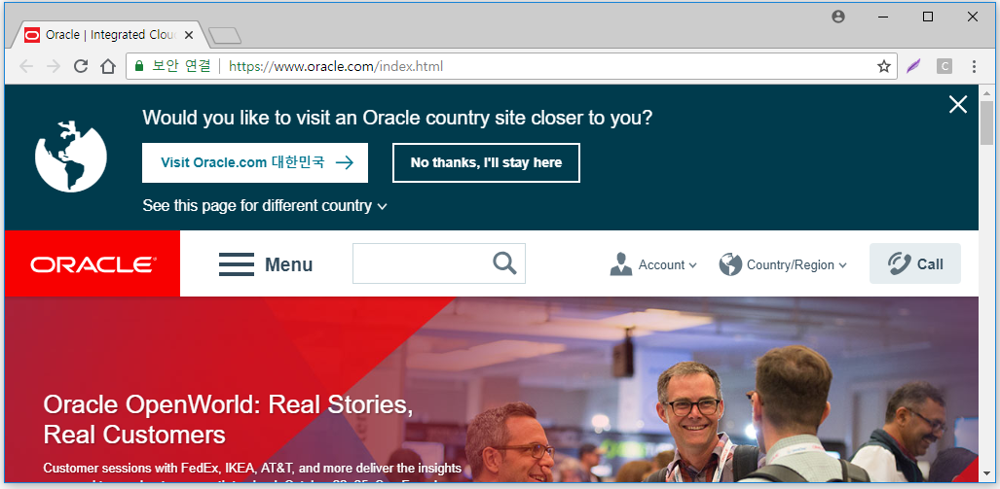 Oracle | Integrated Clou
보안 연결 | https://www.oracle.com/index.html
C
Would you like to visit an Oracle country site closer to you?
Visit Oracle.com 대한민국
No thanks, I'll stay here
See this page for different country
ORACLE
Menu
Account
Country/Region
Call
Oracle OpenWorld: Real Stories,
Real Customers
Customer sessions with FedEx, IKEA, AT&T, and more deliver the insights